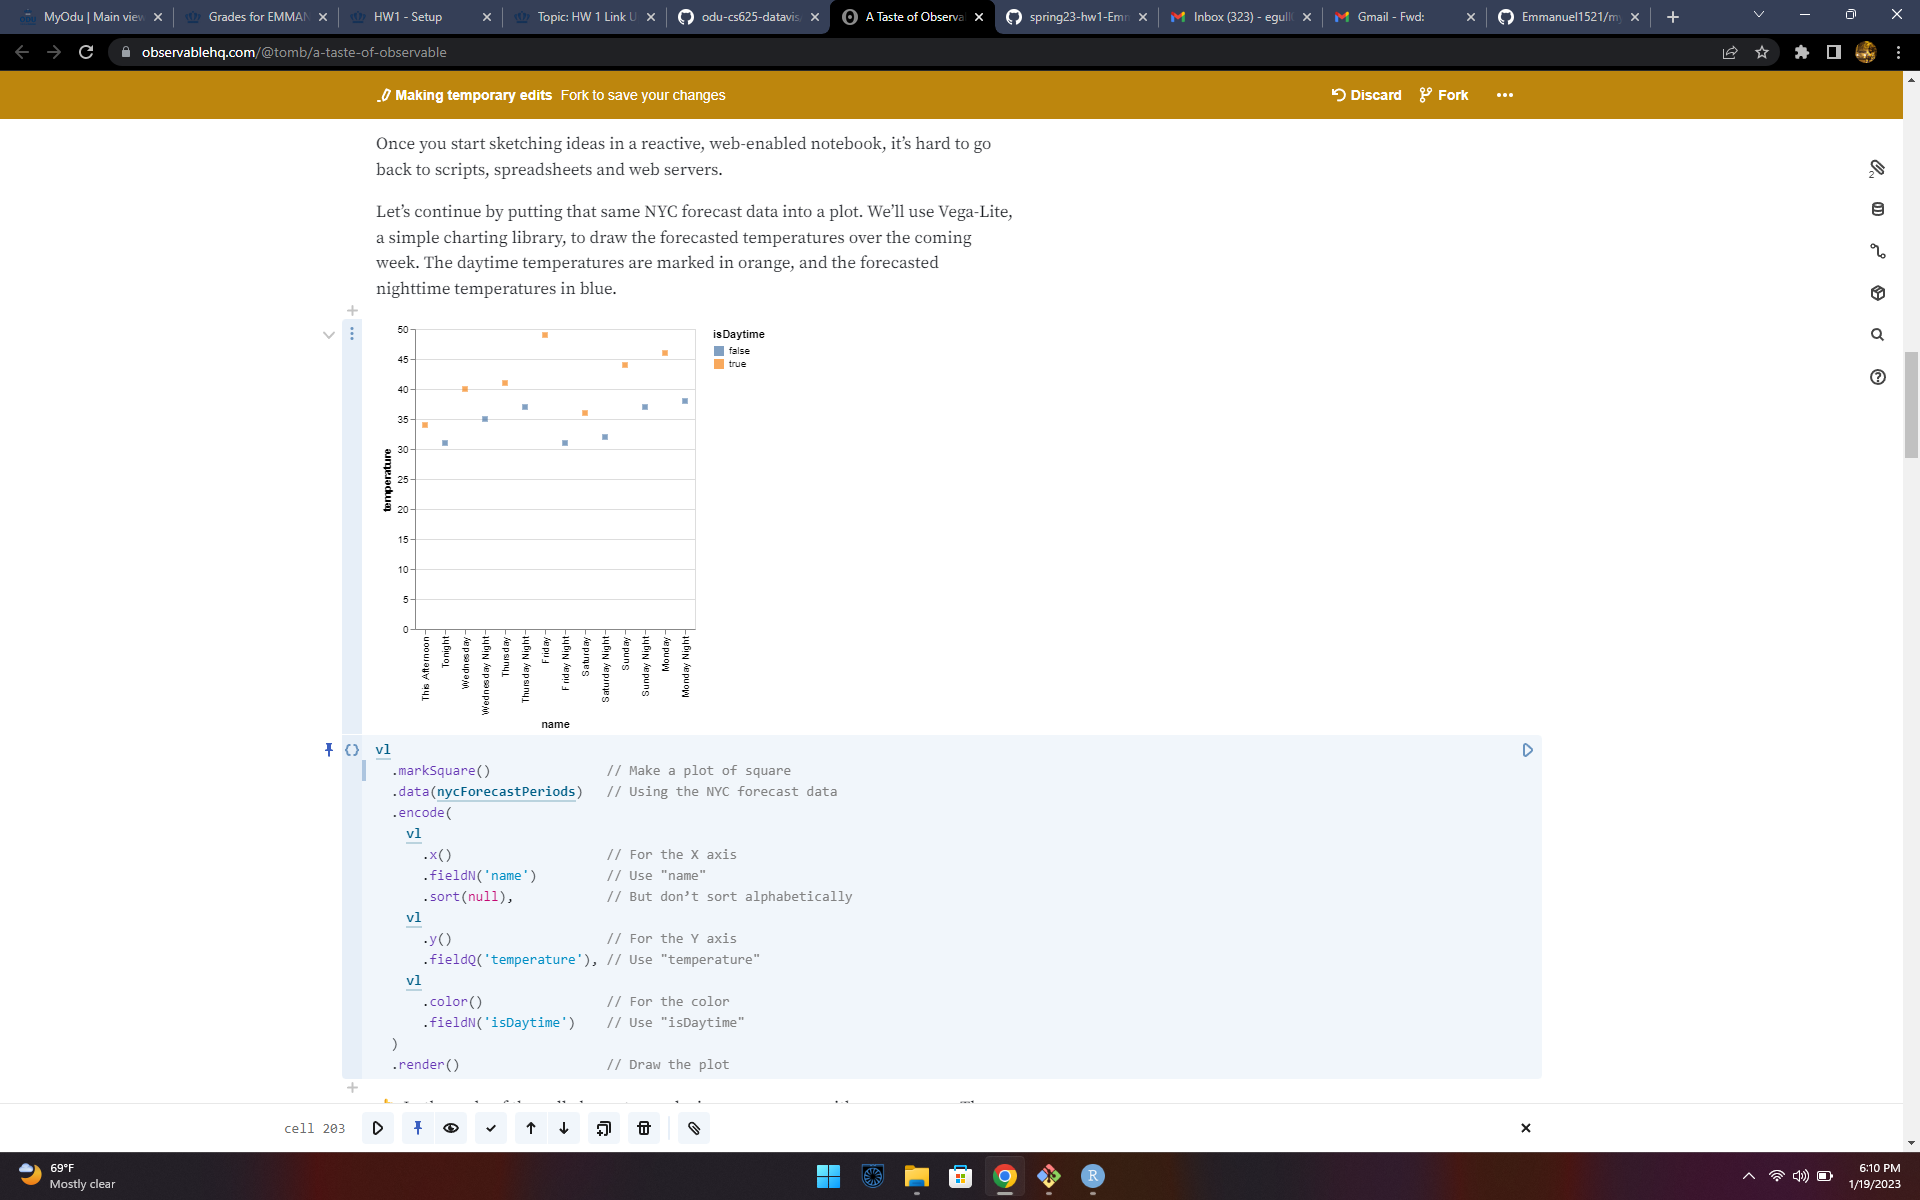 MyOdu | Main view
Grades for EMMAN
HW1 - Setup
Topic: HW 1 Link U
odu-cs625-datavis
A Taste of Observa
spring23-hw1-Emm
Inbox (323) - egull
Gmail - Fwd:
Emmanuel1521/my
observablehq.com/@tomb/a-taste-of-observable
Making temporary edits Fork to save your changes
Discard
Fork
Once you start sketching ideas in a reactive, web-enabled notebook, it’s hard to go
back to scripts, spreadsheets and web servers.
Let’s continue by putting that same NYC forecast data into a plot. We’ll use Vega-Lite,
a simple charting library, to draw the forecasted temperatures over the coming
week. The daytime temperatures are marked in orange, and the forecasted
nighttime temperatures in blue.
2
50
45
40
35
30
25
20
15
10
5
0
temperature
This Afternoon
Tonight
Wednesday
Wednesday Night
Thursday
Thursday Night
Friday
Friday Night
Saturday
Saturday Night
Sunday
Sunday Night
Monday
Monday Night
name
isDaytime
false
true
{} vl
.markSquare() // Make a plot of square
.data(nycForecastPeriods) // Using the NYC forecast data
.encode(
vl
.x() // For the X axis
.fieldN('name') // Use "name"
.sort(null), // But don’t sort alphabetically
vl
.y() // For the Y axis
.fieldQ('temperature'), // Use "temperature"
vl
.color() // For the color
.fieldN('isDaytime') // Use "isDaytime"
)
.render() // Draw the plot
cell 203
69°F
Mostly clear
R
6:10 PM
1/19/2023